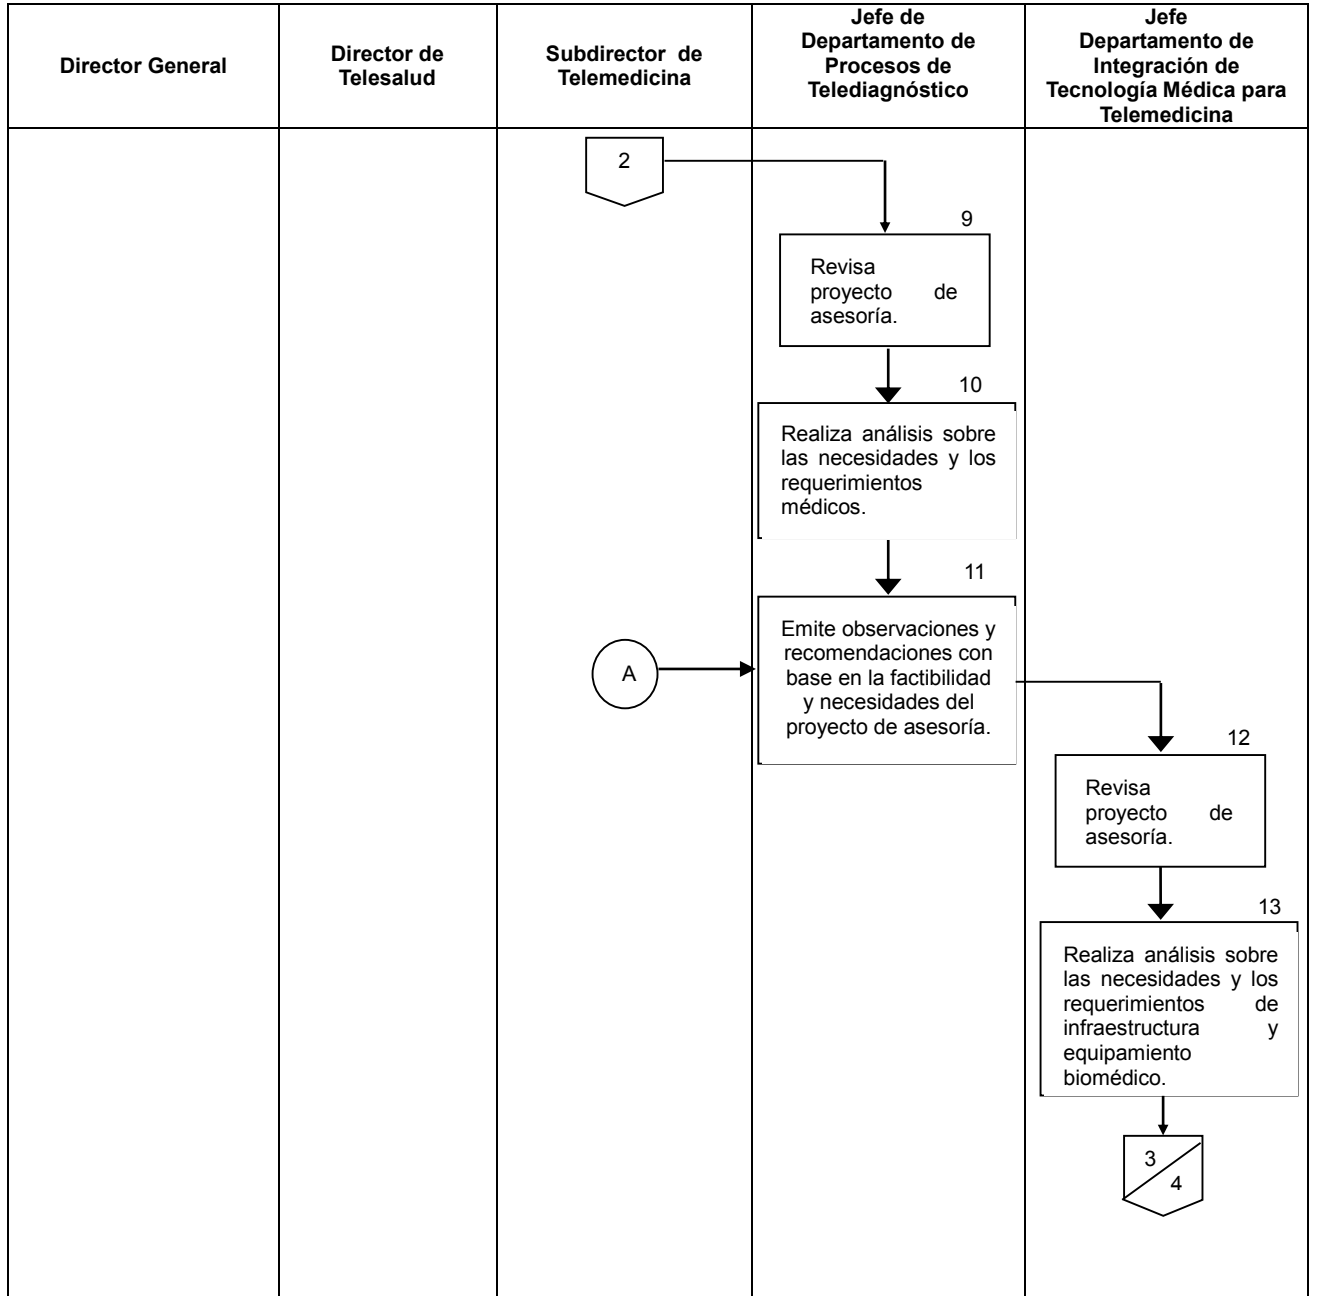 Director General
Director de
Telesalud
Subdirector de
Telemedicina
Jefe de
Departamento de
Procesos de
Telediagnóstico
Jefe
Departamento de
Integración de
Tecnología Médica para
Telemedicina
2
9
Revisa
proyecto de
asesoría.
10
Realiza análisis sobre
las necesidades y los
requerimientos
médicos.
11
A
Emite observaciones y
recomendaciones con
base en la factibilidad
y necesidades del
proyecto de asesoría.
12
Revisa
proyecto de
asesoría.
13
Realiza análisis sobre
las necesidades y los
requerimientos de
infraestructura y
equipamiento
biomédico.
3
4